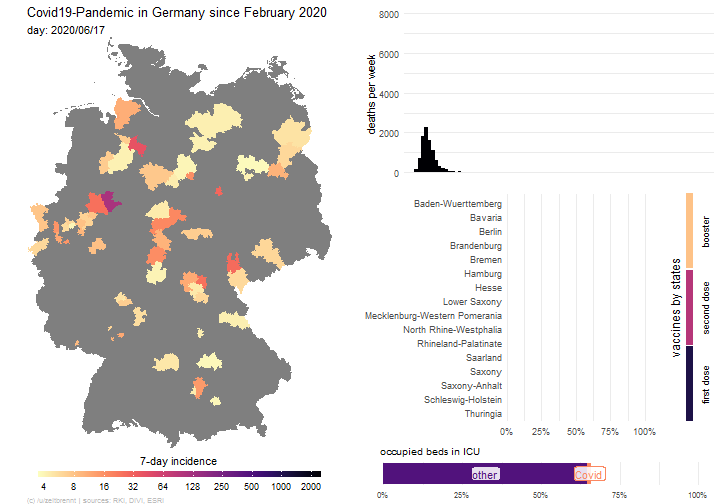 Covid19-Pandemic in Germany since February 2020
day: 2020/06/17
7-day incidence
4 8 16 32 64 125 250 500 1000 2000
(c) /u/zeitbremt | sources: RKI, DIVI, ESRI
deaths per week
8000
6000
4000
2000
0
Baden-Wuerttemberg
Bavaria
Berlin
Brandenburg
Bremen
Hamburg
Hesse
Lower Saxony
Mecklenburg-Western Pomerania
North Rhine-Westphalia
Rhineland-Palatinate
Saarland
Saxony
Saxony-Anhalt
Schleswig-Holstein
Thuringia
0% 25% 50% 75% 100%
vaccines by states
booster
second dose
first dose
occupied beds in ICU
other Covid
0% 25% 50% 75% 100%